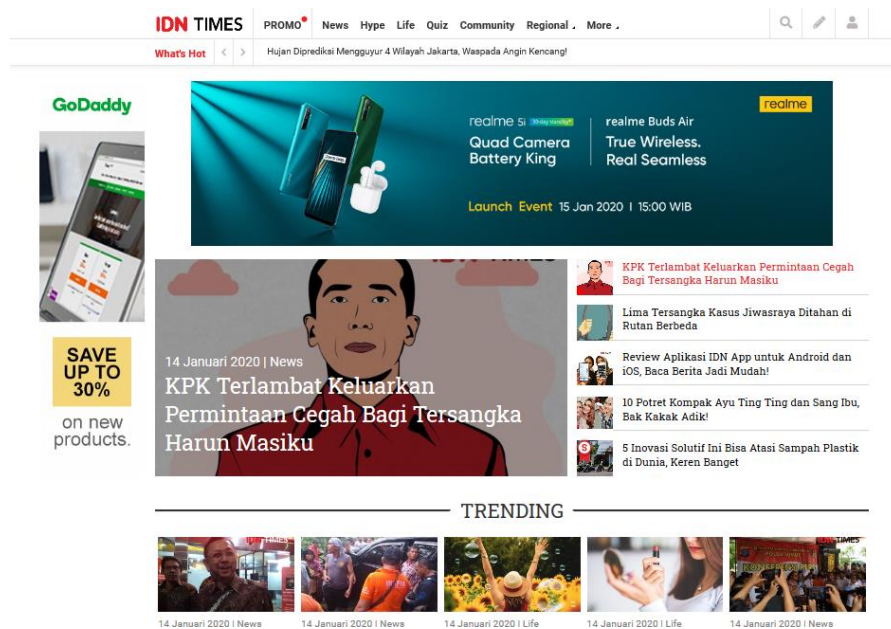 IDN TIMES
PROMO News Hype Life Quiz Community Regional More
What's Hot
Hujan Diprediksi Mengguyur 4 Wilayah Jakarta, Waspada Angin Kencang!
GoDaddy
SAVE
UP TO
30%
on new
products.
realme
realme 5i 30-day standby*
Quad Camera
Battery King
realme Buds Air
True Wireless.
Real Seamless
Launch Event 15 Jan 2020 | 15:00 WIB
14 Januari 2020 | News
KPK Terlambat Keluarkan
Permintaan Cegah Bagi Tersangka
Harun Masiku
KPK Terlambat Keluarkan Permintaan Cegah
Bagi Tersangka Harun Masiku
Lima Tersangka Kasus Jiwasraya Ditahan di
Rutan Berbeda
Review Aplikasi IDN App untuk Android dan
iOS, Baca Berita Jadi Mudah!
10 Potret Kompak Ayu Ting Ting dan Sang Ibu,
Bak Kakak Adik!
5 Inovasi Solutif Ini Bisa Atasi Sampah Plastik
di Dunia, Keren Banget
TRENDING
14 Januari 2020 | News
14 Januari 2020 | News
14 Januari 2020 | Life
14 Januari 2020 | Life
14 Januari 2020 | News